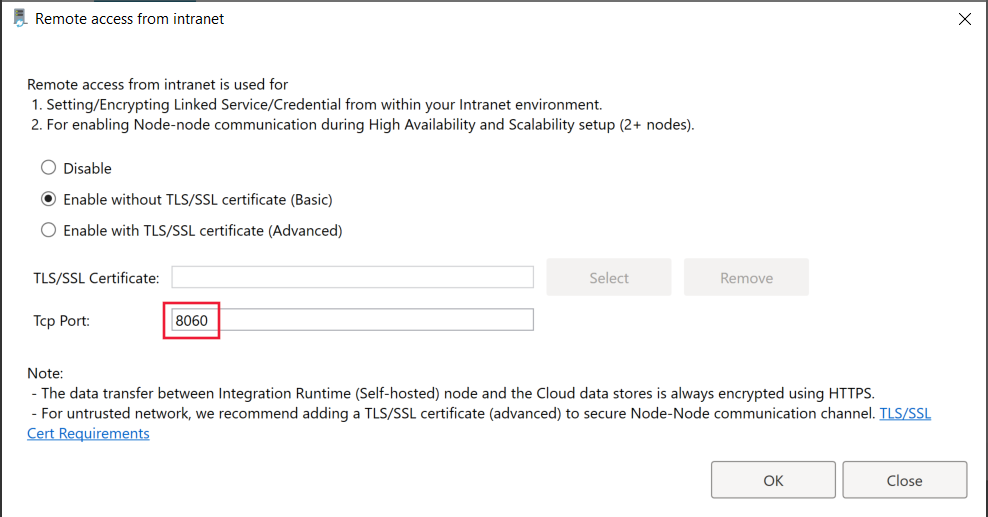 Remote access from intranet
Remote access from intranet is used for
1. Setting/Encrypting Linked Service/Credential from within your Intranet environment.
2. For enabling Node-node communication during High Availability and Scalability setup (2+ nodes).
Disable
Enable without TLS/SSL certificate (Basic)
Enable with TLS/SSL certificate (Advanced)
TLS/SSL Certificate: Select Remove
Tcp Port: 8060
Note:
- The data transfer between Integration Runtime (Self-hosted) node and the Cloud data stores is always encrypted using HTTPS.
- For untrusted network, we recommend adding a TLS/SSL certificate (advanced) to secure Node-Node communication channel. TLS/SSL
Cert Requirements
OK Close